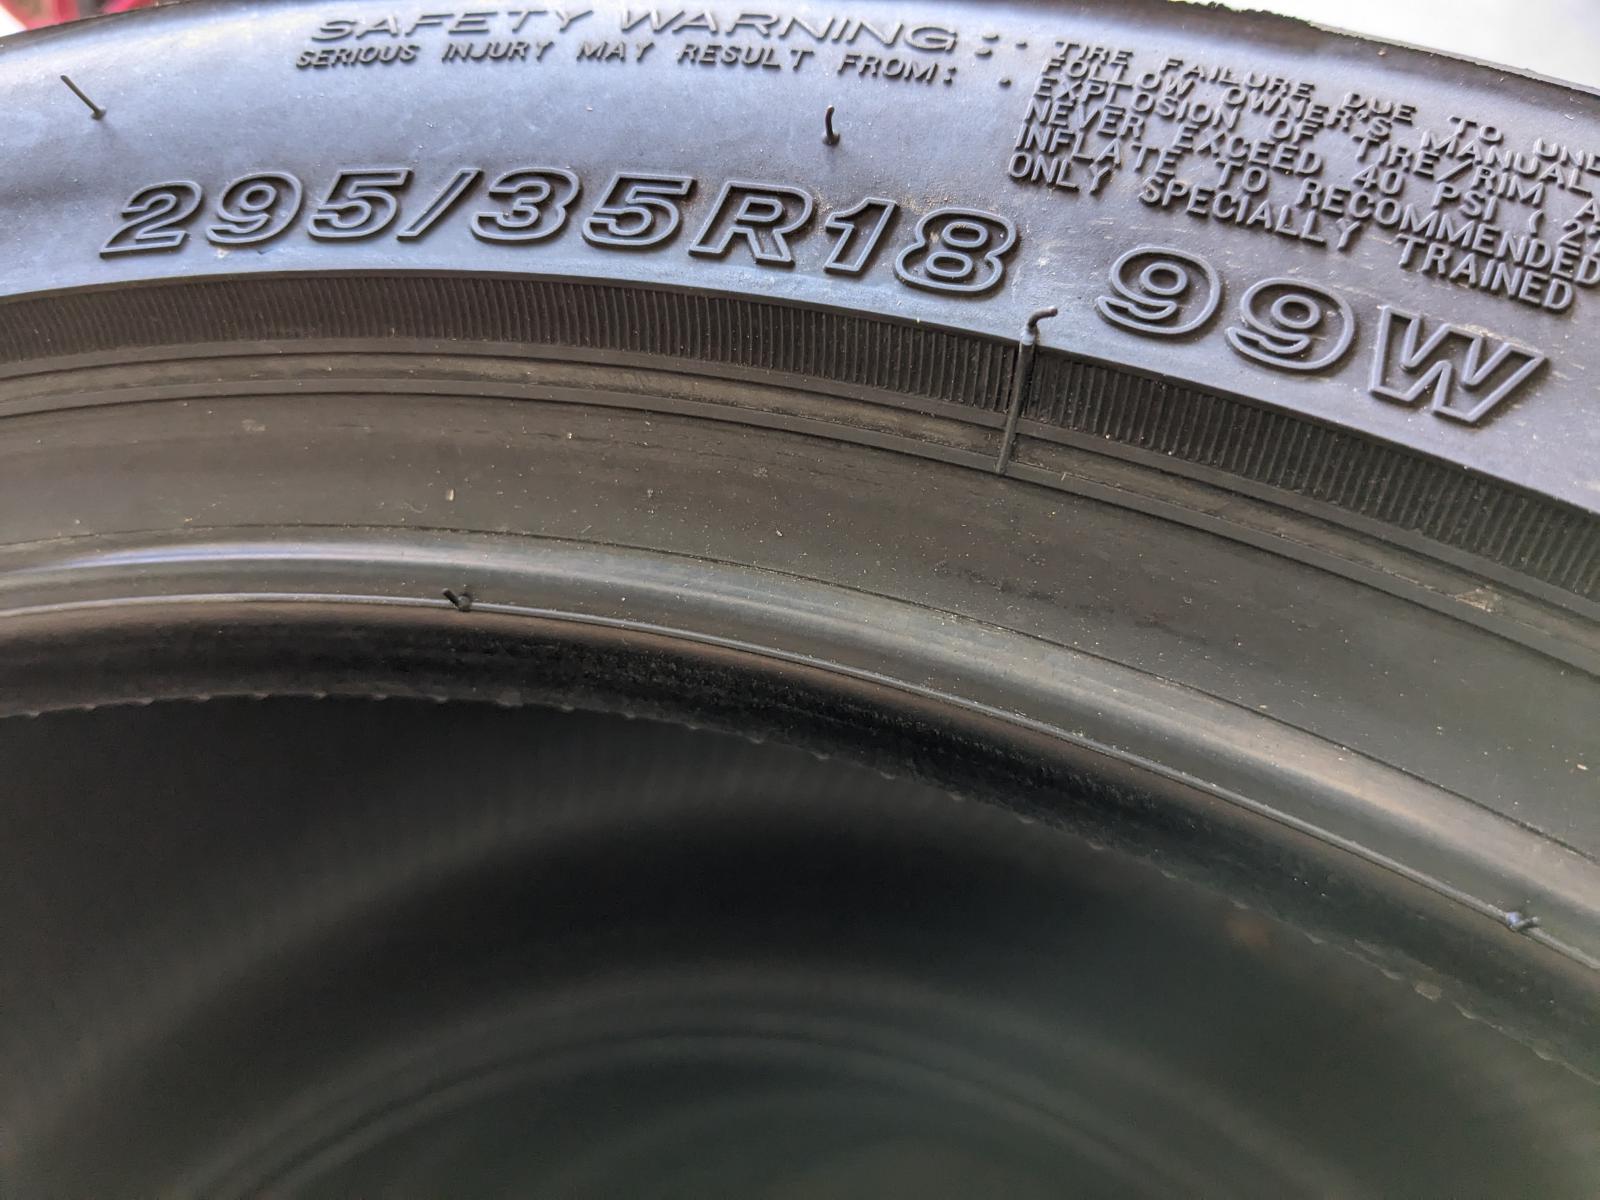 SAFETY WARNING:
SERIOUS INJURY MAY RESULT FROM:
TIRE FAILURE DUE TO
FOLLOW OWNER'S MANUAL
EXPLOSION OF TIRE/RIM
NEVER EXCEED 40 PSI (27
INFLATE TO RECOMMENDED
ONLY SPECIALLY TRAINED
295/35R18 99W